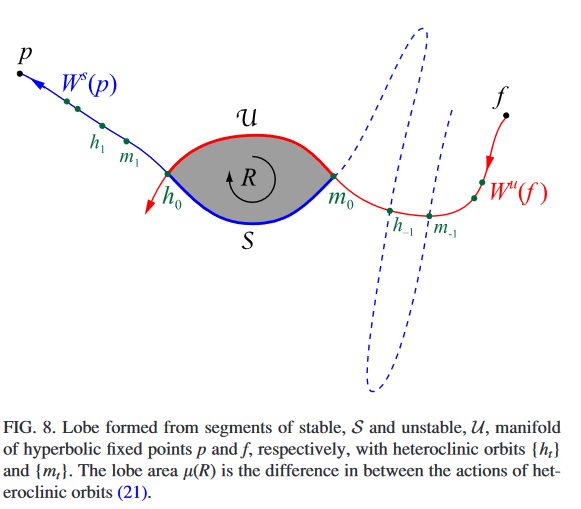 p
W^s(p)
f
𝒰
h_1
m_1
R
W^u(f)
h_0
m_0
h_{-1}
m_{-1}
S
FIG. 8. Lobe formed from segments of stable, 𝒮 and unstable, 𝒰, manifold
of hyperbolic fixed points p and f, respectively, with heteroclinic orbits {h_t}
and {m_t}. The lobe area μ(R) is the difference in between the actions of het-
eroclinic orbits (21).